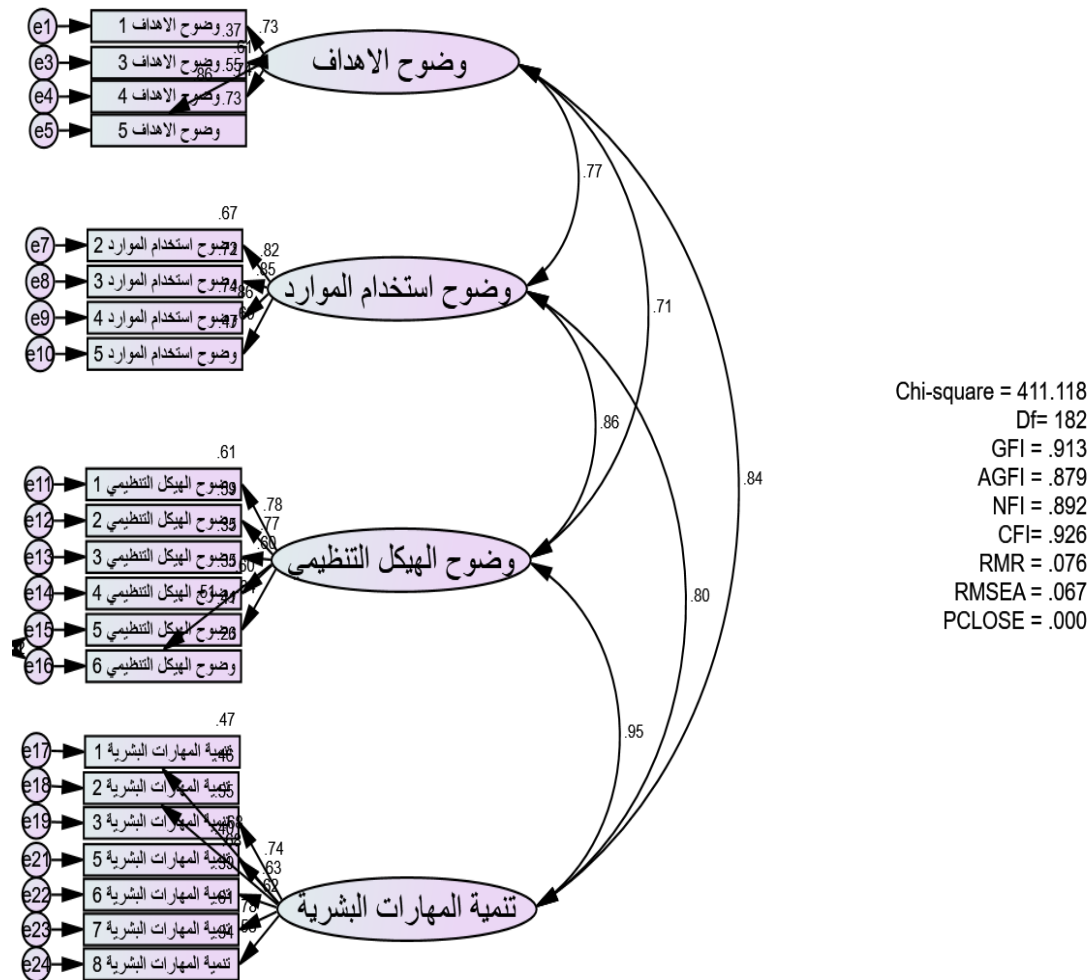 e1
وضوح الاهداف 1
.37
.73
e3
وضوح الاهداف 3
.55
.61
e4
وضوح الاهداف 4
.73
.86
e5
وضوح الاهداف 5
وضوح الاهداف
.77
.67
e7
وضوح استخدام الموارد 2
.82
e8
وضوح استخدام الموارد 3
.85
e9
وضوح استخدام الموارد 4
e10
وضوح استخدام الموارد 5
وضوح استخدام الموارد
.71
.86
.84
.61
e11
وضوح الهيكل التنظيمي 1
.78
e12
وضوح الهيكل التنظيمي 2
.77
e13
وضوح الهيكل التنظيمي 3
.60
e14
وضوح الهيكل التنظيمي 4
e15
وضوح الهيكل التنظيمي 5
e16
وضوح الهيكل التنظيمي 6
وضوح الهيكل التنظيمي
.80
.95
.47
e17
تنمية المهارات البشرية 1
e18
تنمية المهارات البشرية 2
e19
تنمية المهارات البشرية 3
.74
e21
تنمية المهارات البشرية 5
.63
e22
تنمية المهارات البشرية 6
.62
e23
تنمية المهارات البشرية 7
e24
تنمية المهارات البشرية 8
تنمية المهارات البشرية
Chi-square = 411.118
Df= 182
GFI = .913
AGFI = .879
NFI = .892
CFI= .926
RMR = .076
RMSEA = .067
PCLOSE = .000